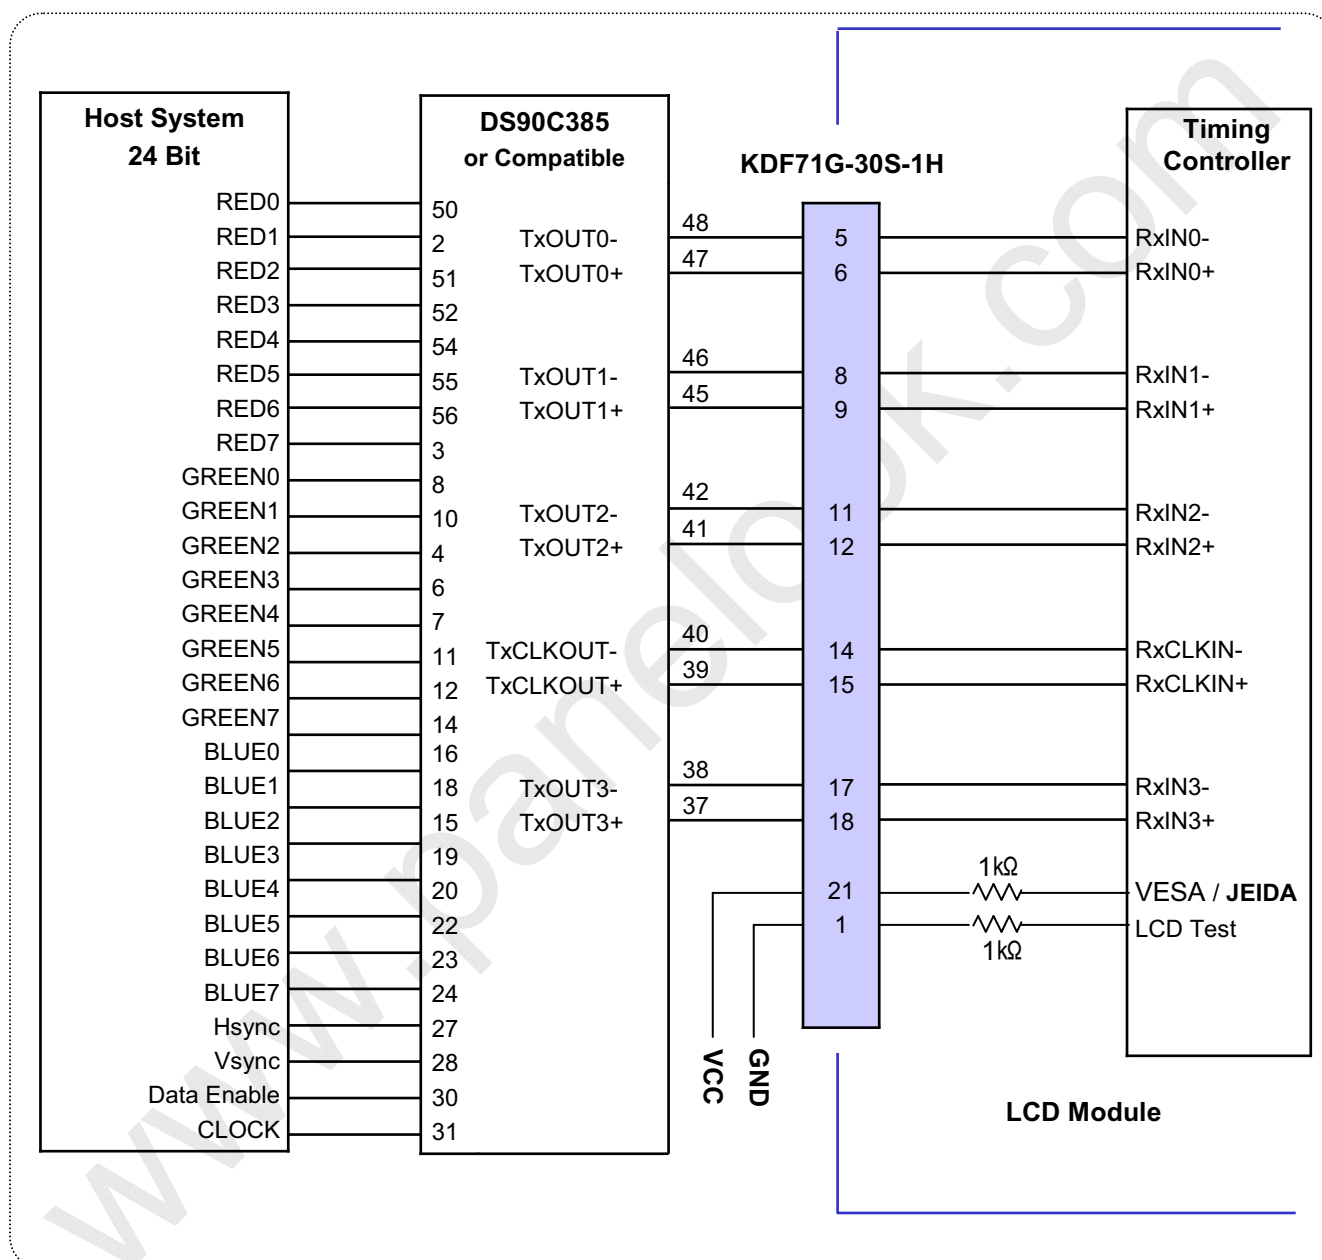 Host System
24 Bit
RED0
RED1
RED2
RED3
RED4
RED5
RED6
RED7
GREEN0
GREEN1
GREEN2
GREEN3
GREEN4
GREEN5
GREEN6
GREEN7
BLUE0
BLUE1
BLUE2
BLUE3
BLUE4
BLUE5
BLUE6
BLUE7
Hsync
Vsync
Data Enable
CLOCK
DS90C385
or Compatible
50
2
51
52
54
55
56
3
8
10
4
6
7
11
12
14
16
18
15
19
20
22
23
24
27
28
30
31
TxOUT0-
TxOUT0+
TxOUT1-
TxOUT1+
TxOUT2-
TxOUT2+
TxCLKOUT-
TxCLKOUT+
TxOUT3-
TxOUT3+
48
47
46
45
42
41
40
39
38
37
VCC
GND
KDF71G-30S-1H
5
6
8
9
11
12
14
15
17
18
21
1
1kΩ
1kΩ
Timing
Controller
RxIN0-
RxIN0+
RxIN1-
RxIN1+
RxIN2-
RxIN2+
RxCLKIN-
RxCLKIN+
RxIN3-
RxIN3+
VESA / JEIDA
LCD Test
LCD Module
www.panelook.com